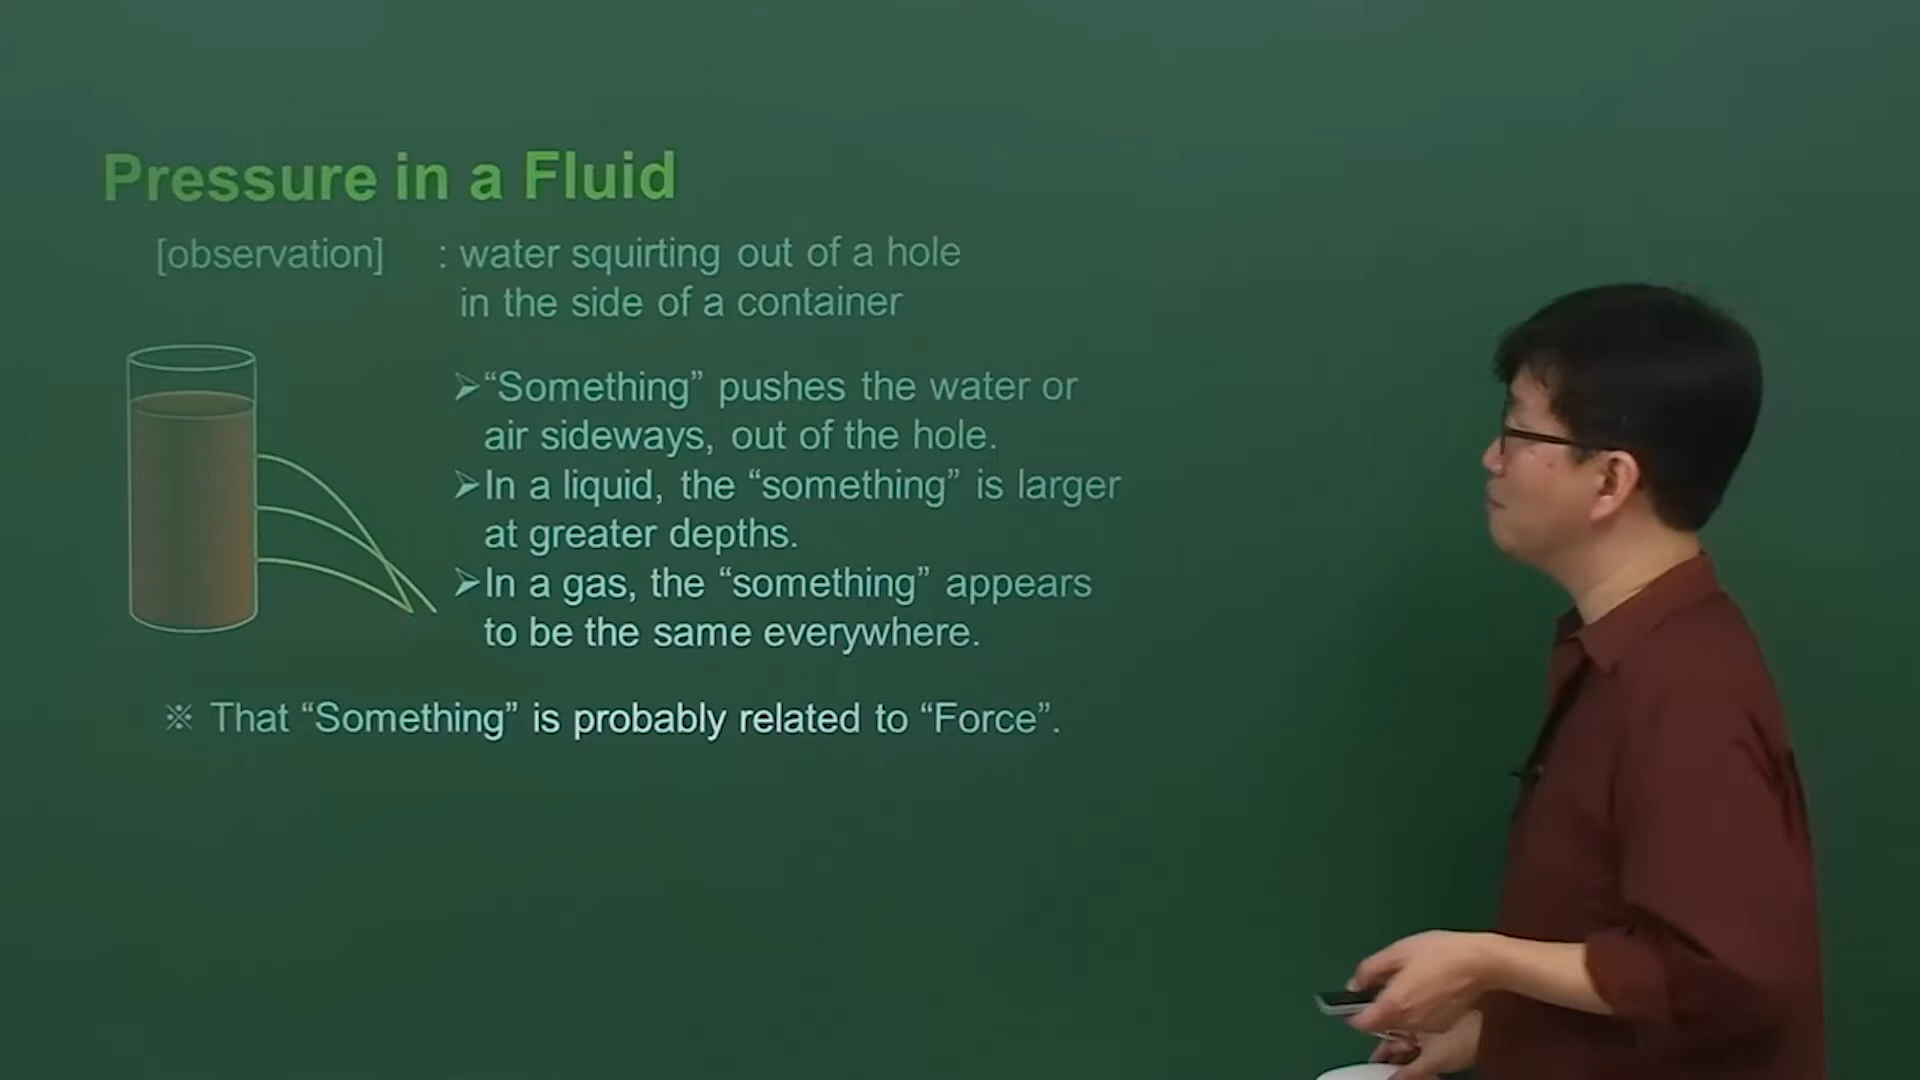 Pressure in a Fluid
[observation] : water squirting out of a hole
in the side of a container
➢“Something” pushes the water or
air sideways, out of the hole.
➢In a liquid, the “something” is larger
at greater depths.
➢In a gas, the “something” appears
to be the same everywhere.
※ That “Something” is probably related to “Force”.